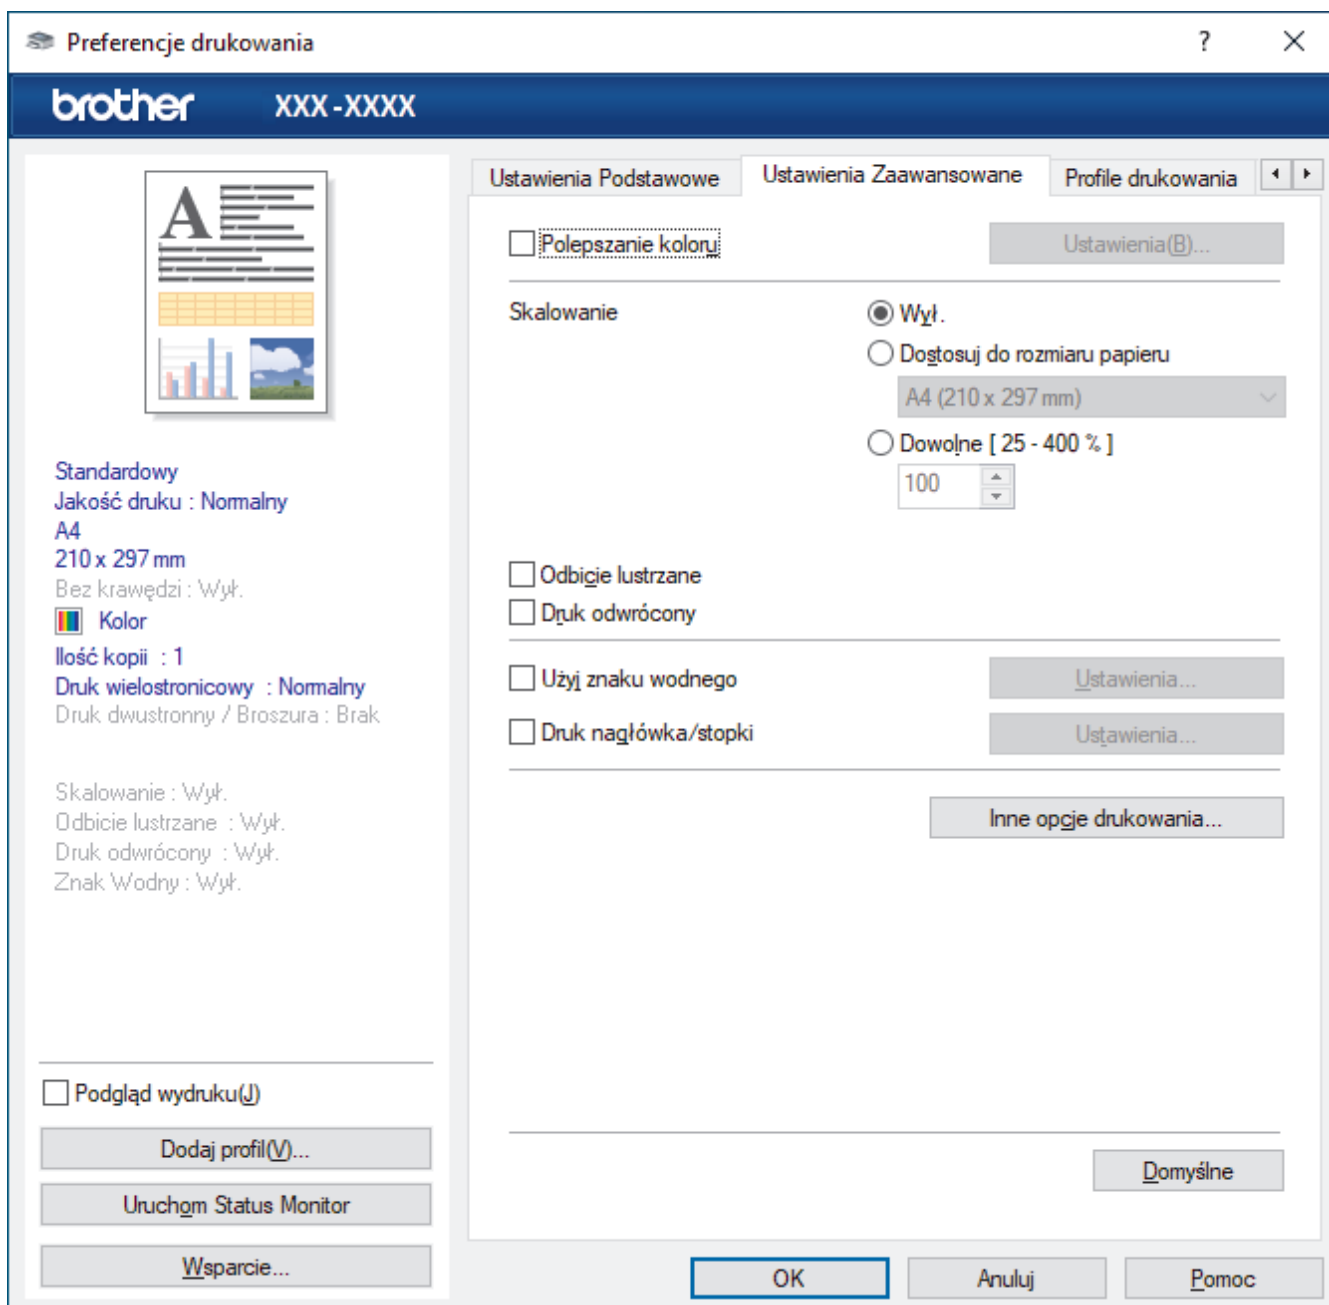 Preferencje drukowania
?
brother XXX-XXXX
A
Standardowy
Jakość druku : Normalny
A4
210 x 297 mm
Bez krawędzi : Wył.
Kolor
Ilość kopii : 1
Druk wielostronicowy : Normalny
Druk dwustronny / Broszura : Brak
Skalowanie : Wył.
Odbicie lustrzane : Wył.
Druk odwrócony : Wył.
Znak Wodny : Wył.
Podgląd wydruku(J)
Dodaj profil(V)...
Uruchom Status Monitor
Wsparcie...
Ustawienia Podstawowe
Ustawienia Zaawansowane
Profile drukowania
Polepszanie koloru
Ustawienia(B)...
Skalowanie
Wył.
Dostosuj do rozmiaru papieru
A4 (210 x 297 mm)
Dowolne [ 25 - 400 % ]
100
Odbicie lustrzane
Druk odwrócony
Użyj znaku wodnego
Ustawienia...
Druk nagłówka/stopki
Ustawienia...
Inne opcje drukowania...
Domyślne
OK
Anuluj
Pomoc